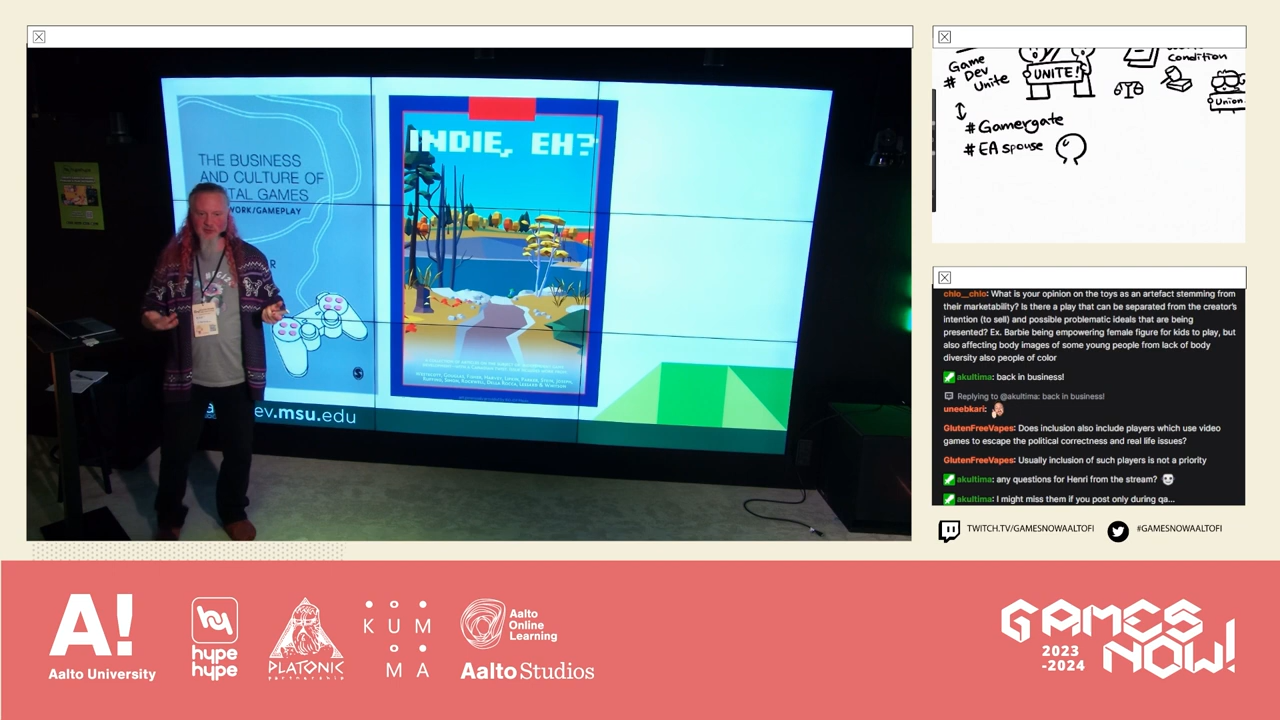 THE BUSINESS
AND CULTURE OF
TAL GAMES
WORK/GAMEPLAY
R
INDIE, EH?
ev.msu.edu
Game
# Dev
Unite
UNITE!
Condition
Union
# Gamergate
# EA spouse
chio__chio: What is your opinion on the toys as an artefact stemming from
their marketability? Is there a play that can be separated from the creator's
intention (to sell) and possible problematic ideals that are being
presented? Ex. Barbie being empowering female figure for kids to play, but
also affecting body images of some young people from lack of body
diversity also people of color
akultima: back in business!
Replying to @akultima: back in business!
uneebkari:
GlutenFreeVapes: Does inclusion also include players which use video
games to escape the political correctness and real life issues?
GlutenFreeVapes: Usually inclusion of such players is not a priority
akultima: any questions for Henri from the stream?
akultima: I might miss them if you post only during qa...
TWITCH.TV/GAMESNOWAALTOFI
#GAMESNOWAALTOFI
A!
Aalto University
hype
hype
PLATONIC
partnership
K U M
M A
Aalto
Online
Learning
Aalto Studios
GAMES
NOW!
2023
-2024